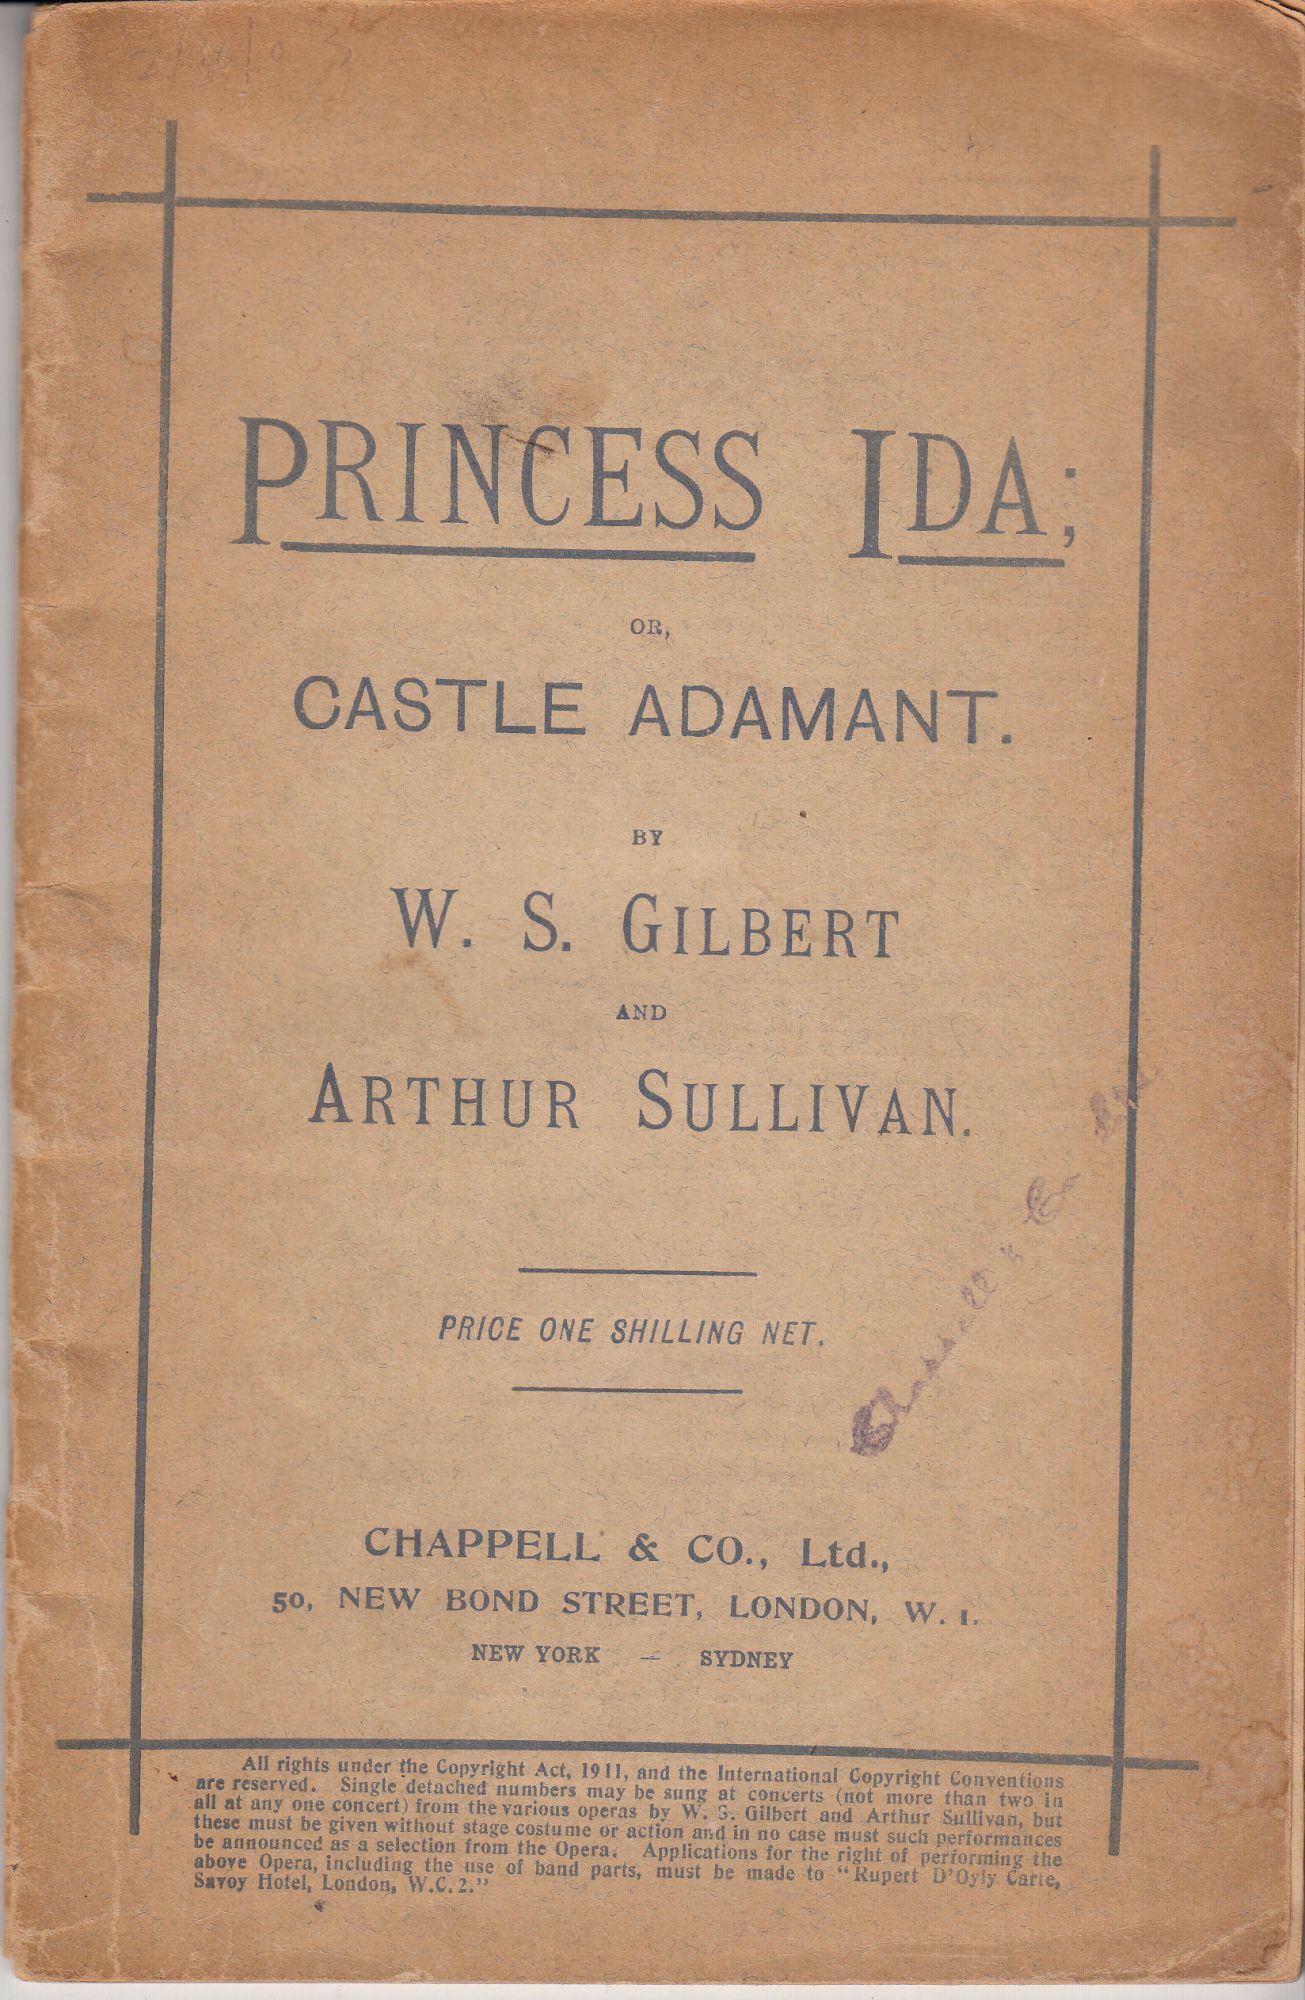 PRINCESS IDA;
OR,
CASTLE ADAMANT.
BY
W. S. GILBERT
AND
ARTHUR SULLIVAN.
PRICE ONE SHILLING NET.
CHAPPELL & CO., Ltd.,
50, NEW BOND STREET, LONDON, W. 1.
NEW YORK — SYDNEY
All rights under the Copyright Act, 1911, and the International Copyright Conventions
are reserved. Single detached numbers may be sung at concerts (not more than two in
all at any one concert) from the various operas by W. S. Gilbert and Arthur Sullivan, but
these must be given without stage costume or action and in no case must such performances
be announced as a selection from the Opera. Applications for the right of performing the
above Opera, including the use of band parts, must be made to "Rupert D'Oyly Carte,
Savoy Hotel, London, W.C. 2."